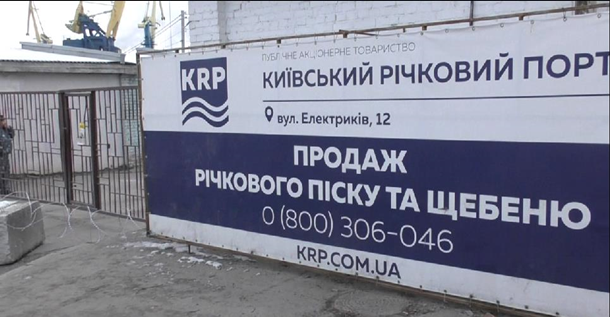 KRP
ПУБЛІЧНЕ АКЦІОНЕРНЕ ТОВАРИСТВО
КИЇВСЬКИЙ РІЧКОВИЙ ПОРТ
вул. Електриків, 12
ПРОДАЖ
РІЧКОВОГО ПІСКУ ТА ЩЕБЕНЮ
0 (800) 306-046
KRP.COM.UA